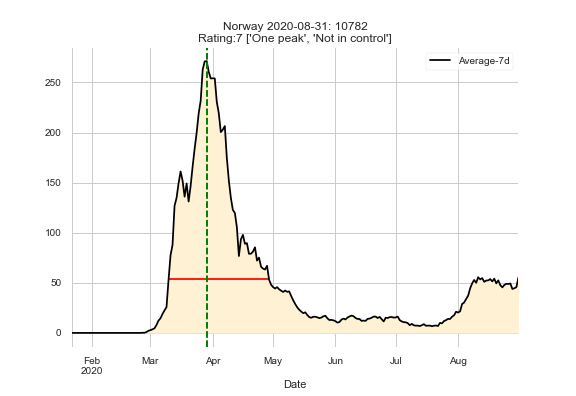 Norway 2020-08-31: 10782
Rating:7 ['One peak', 'Not in control']
Average-7d
250
200
150
100
50
0
Feb
2020
Mar
Apr
May
Jun
Jul
Aug
Date